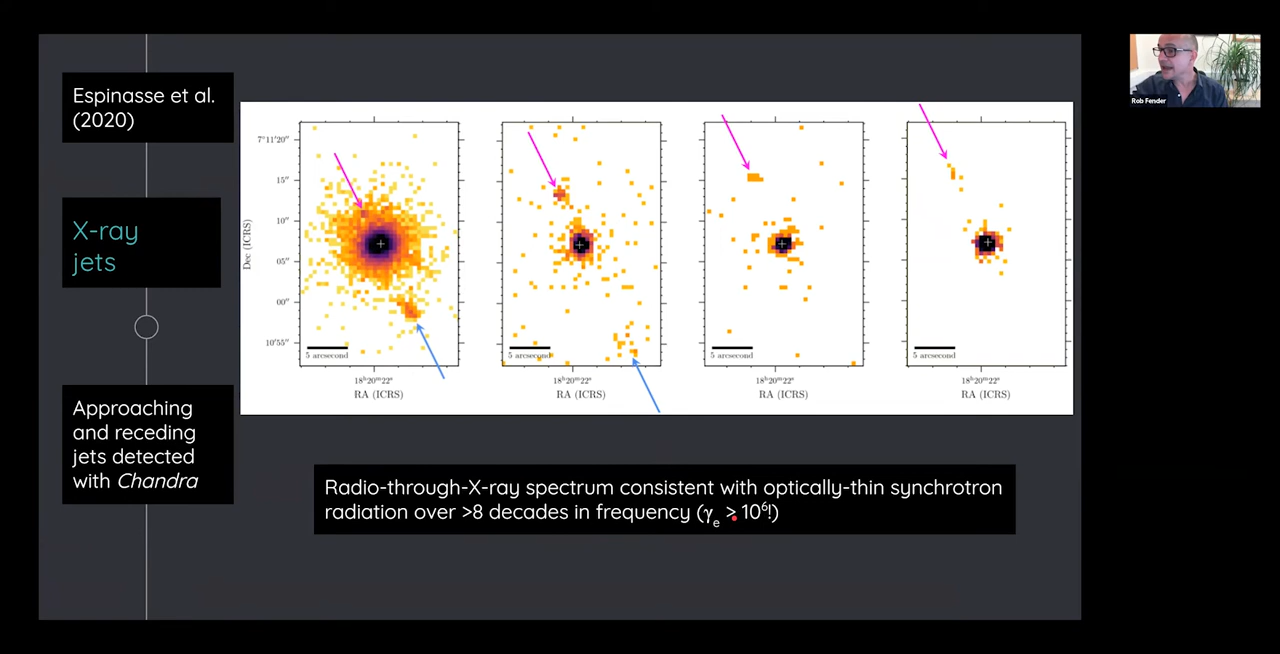 Espinasse et al.
(2020)
X-ray
jets
Approaching
and receding
jets detected
with Chandra
Dec (ICRS)
7°11'20"
15"
10"
05"
00"
10'55"
5 arcsecond
18ʰ20ᵐ22ˢ
RA (ICRS)
5 arcsecond
18ʰ20ᵐ22ˢ
RA (ICRS)
5 arcsecond
18ʰ20ᵐ22ˢ
RA (ICRS)
5 arcsecond
18ʰ20ᵐ22ˢ
RA (ICRS)
Radio-through-X-ray spectrum consistent with optically-thin synchrotron
radiation over >8 decades in frequency (γₑ > 10⁶!)
Rob Fender